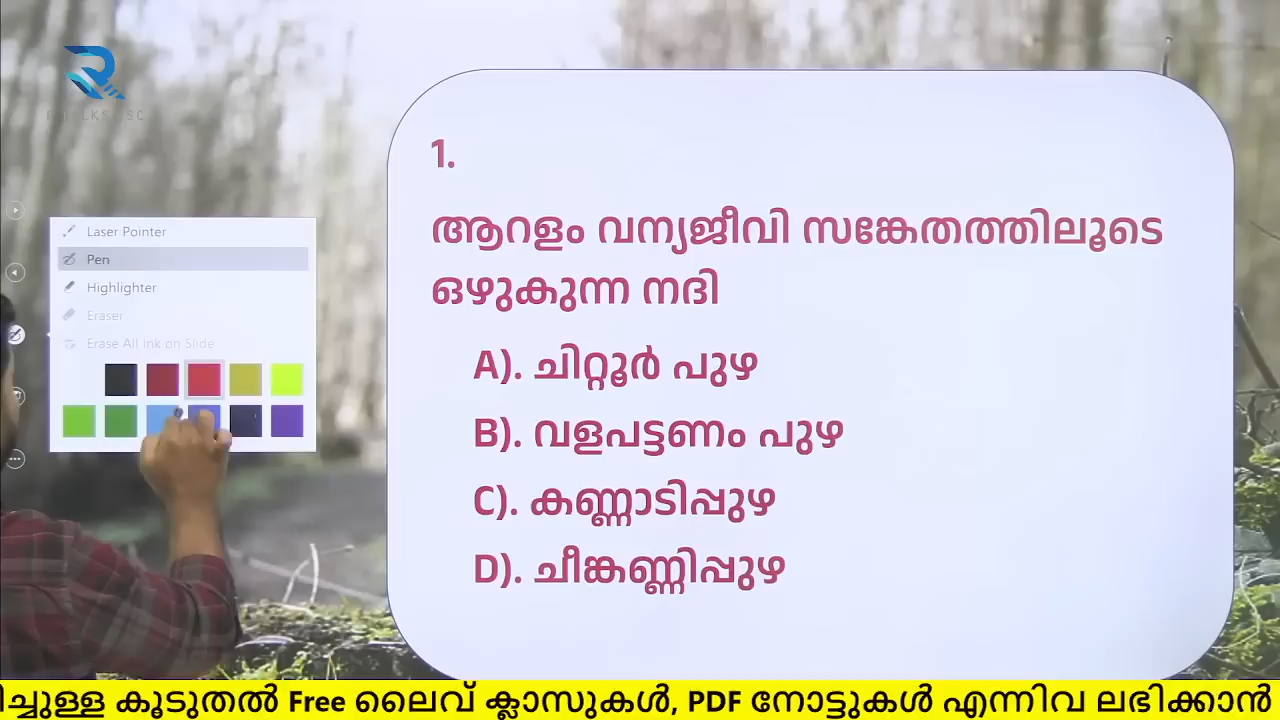 1.
ആറളം വന്യജീവി സങ്കേതത്തിലൂടെ
ഒഴുകുന്ന നദി
A). ചിറ്റൂർ പുഴ
B). വളപട്ടണം പുഴ
C). കണ്ണാടിപ്പുഴ
D). ചീങ്കണ്ണിപ്പുഴ
Laser Pointer
Pen
Highlighter
Eraser
Erase All Ink on Slide
കൂടുതൽ Free ലൈവ് ക്ലാസുകൾ, PDF നോട്ടുകൾ എന്നിവ ലഭിക്കാൻ